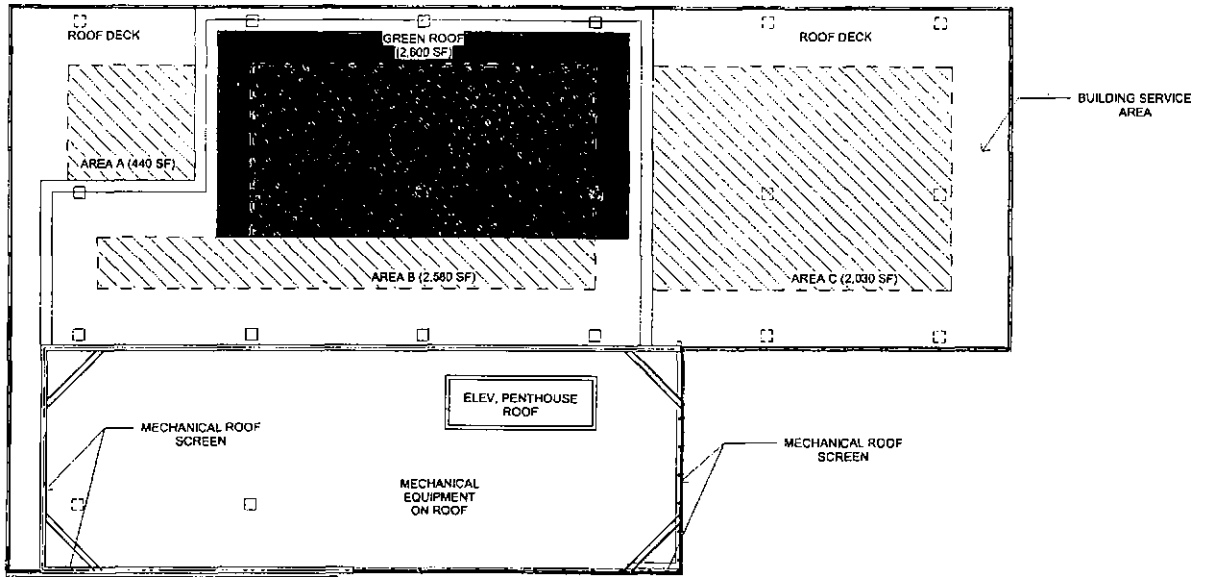 ROOF DECK
GREEN ROOF
(2,600 SF)
ROOF DECK
BUILDING SERVICE
AREA
AREA A (440 SF)
AREA B (2,580 SF)
AREA C (2,030 SF)
ELEV, PENTHOUSE
ROOF
MECHANICAL ROOF
SCREEN
MECHANICAL ROOF
SCREEN
MECHANICAL
EQUIPMENT
ON ROOF